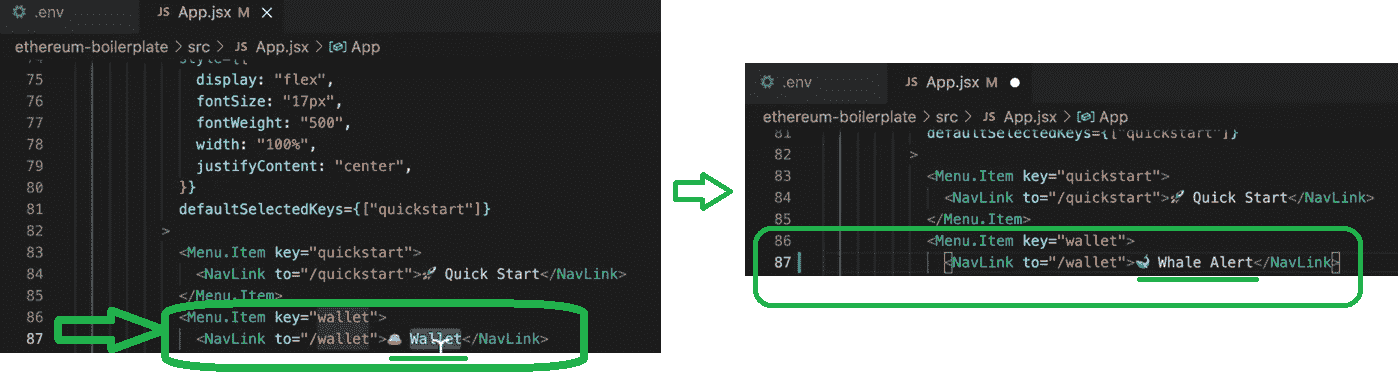 .env
JS App.jsx M ×
ethereum-boilerplate > src > JS App.jsx > App
74 style={{
75 display: "flex",
76 fontSize: "17px",
77 fontWeight: "500",
78 width: "100%",
79 justifyContent: "center",
80 }}
81 defaultSelectedKeys={["quickstart"]}
82 >
83 <Menu.Item key="quickstart">
84 <NavLink to="/quickstart">🚀 Quick Start</NavLink>
85 </Menu.Item>
86 <Menu.Item key="wallet">
87 <NavLink to="/wallet">👛 Wallet</NavLink>
.env
JS App.jsx M ●
ethereum-boilerplate > src > JS App.jsx > App
81 defaultSelectedKeys={["quickstart"]}
82 >
83 <Menu.Item key="quickstart">
84 <NavLink to="/quickstart">🚀 Quick Start</NavLink>
85 </Menu.Item>
86 <Menu.Item key="wallet">
87 <NavLink to="/wallet">🐋 Whale Alert</NavLink>